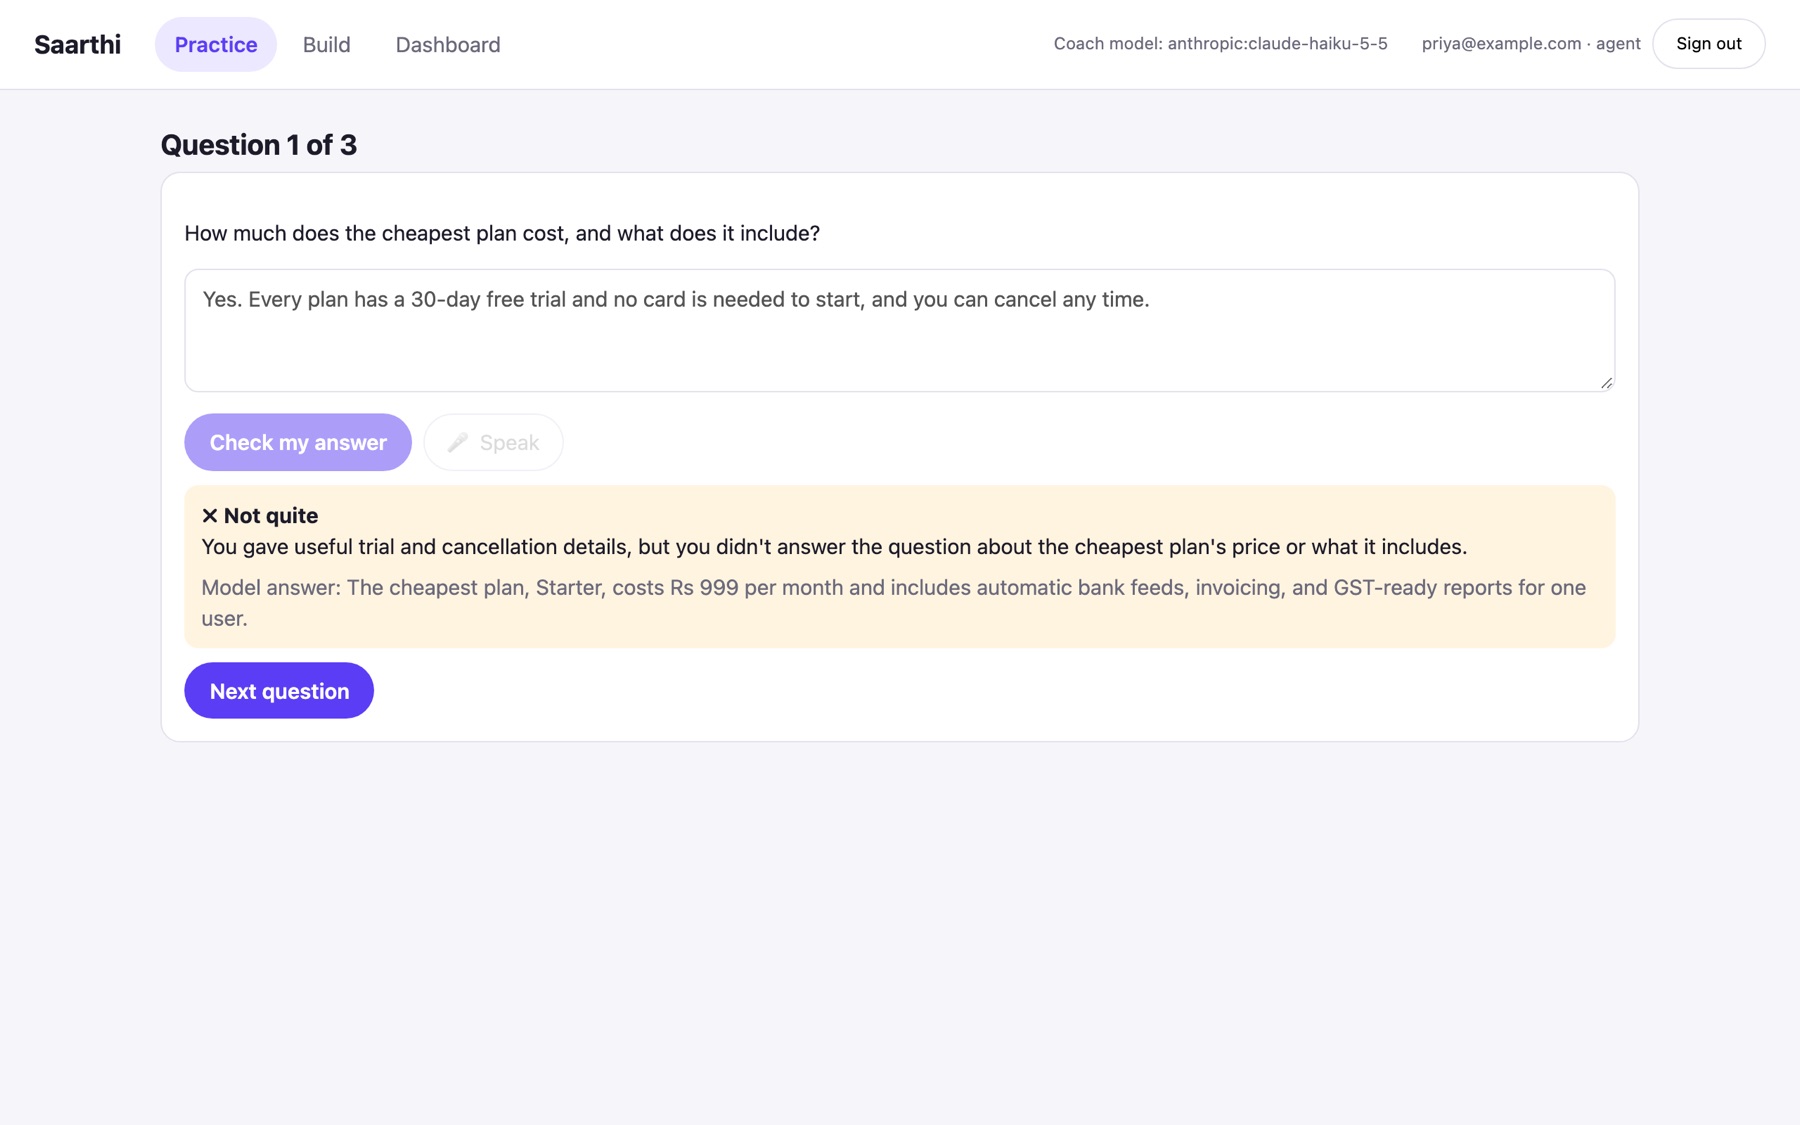 Saarthi
Practice
Build
Dashboard
Coach model: anthropic:claude-haiku-5-5
priya@example.com · agent
Sign out
Question 1 of 3
How much does the cheapest plan cost, and what does it include?
Yes. Every plan has a 30-day free trial and no card is needed to start, and you can cancel any time.
Check my answer
Speak
✕ Not quite
You gave useful trial and cancellation details, but you didn't answer the question about the cheapest plan's price or what it includes.
Model answer: The cheapest plan, Starter, costs Rs 999 per month and includes automatic bank feeds, invoicing, and GST-ready reports for one
user.
Next question